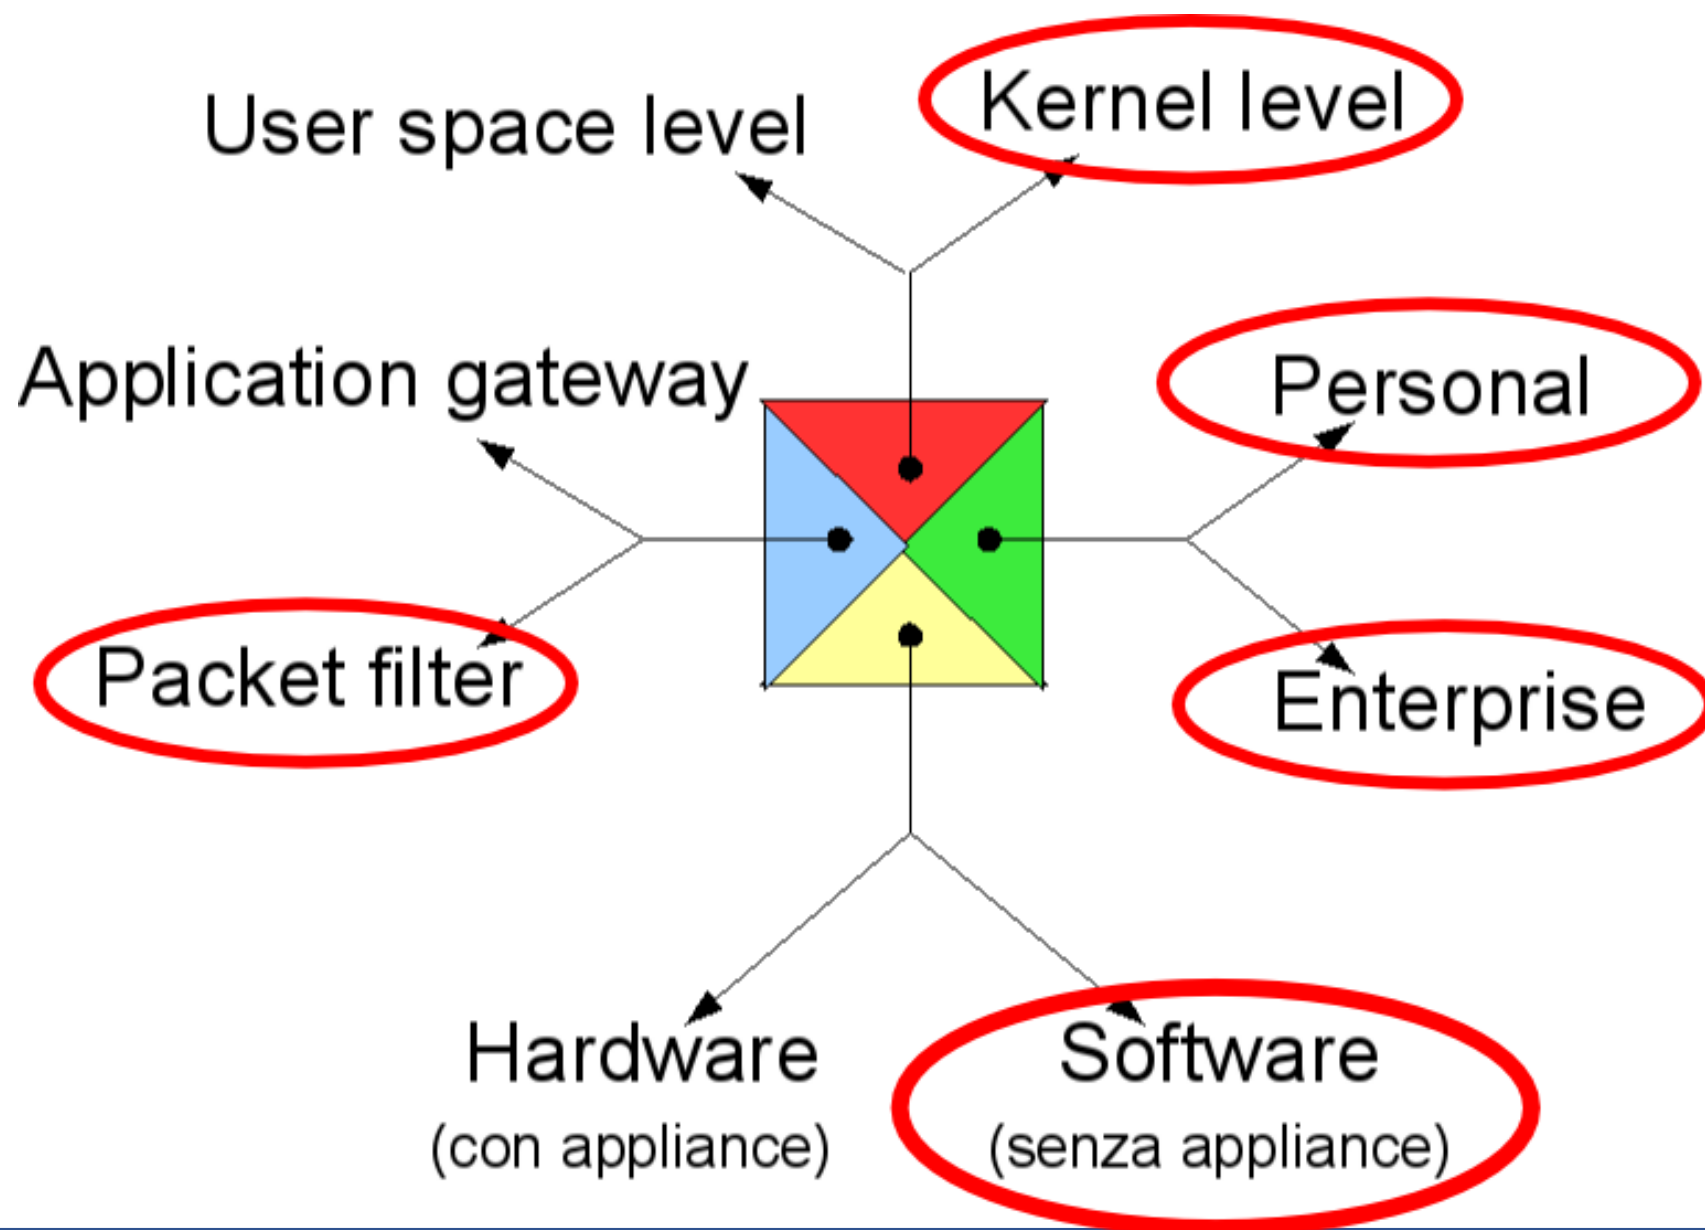 User space level
Kernel level
Application gateway
Personal
Packet filter
Enterprise
Hardware
(con appliance)
Software
(senza appliance)